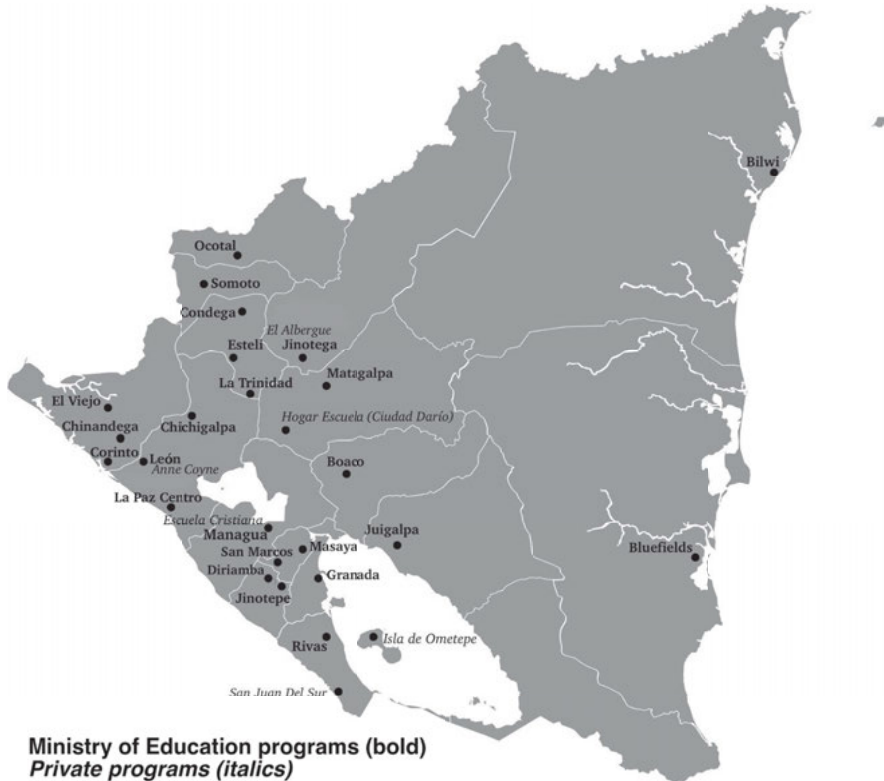 Bilwi
Ocotal
Somoto
Condega
El Albergue
Estelí
Jinotega
La Trinidad
Matagalpa
El Viejo
Chichigalpa
Hogar Escuela (Ciudad Darío)
Chinandega
Corinto
León
Anne Coyne
Boaco
La Paz Centro
Escuela Cristiana
Managua
Juigalpa
San Marcos
Masaya
Bluefields
Diriamba
Granada
Jinotepe
Rivas
Isla de Ometepe
San Juan Del Sur
Ministry of Education programs (bold)
Private programs (italics)